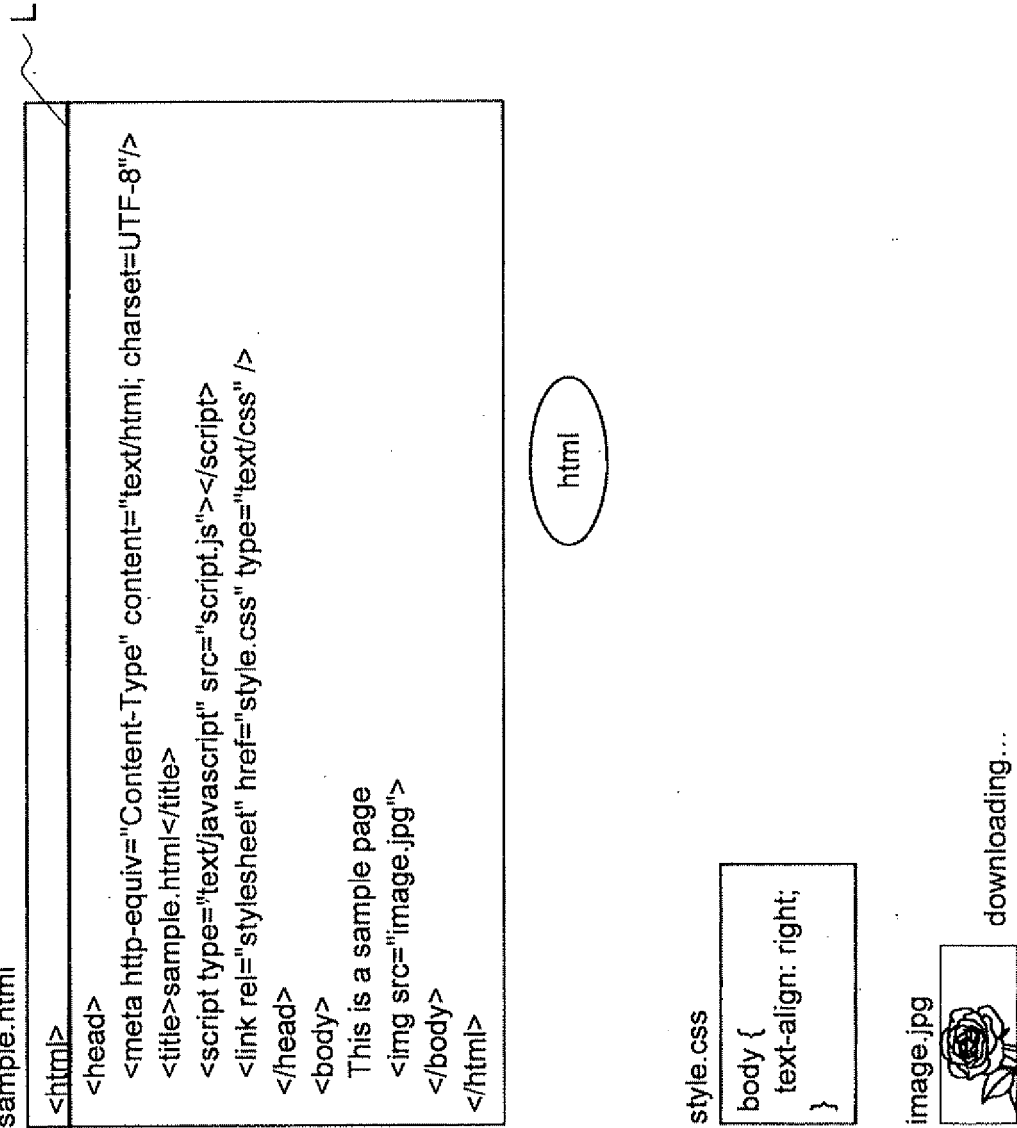 sample.html
L
<html>
<head>
<meta http-equiv="Content-Type" content="text/html; charset=UTF-8"/>
<title>sample.html</title>
<script type="text/javascript" src="script.js"></script>
<link rel="stylesheet" href="style.css" type="text/css" />
</head>
<body>
This is a sample page
<img src="image.jpg">
</body>
</html>
html
style.css
body {
text-align: right;
}
image.jpg
downloading...